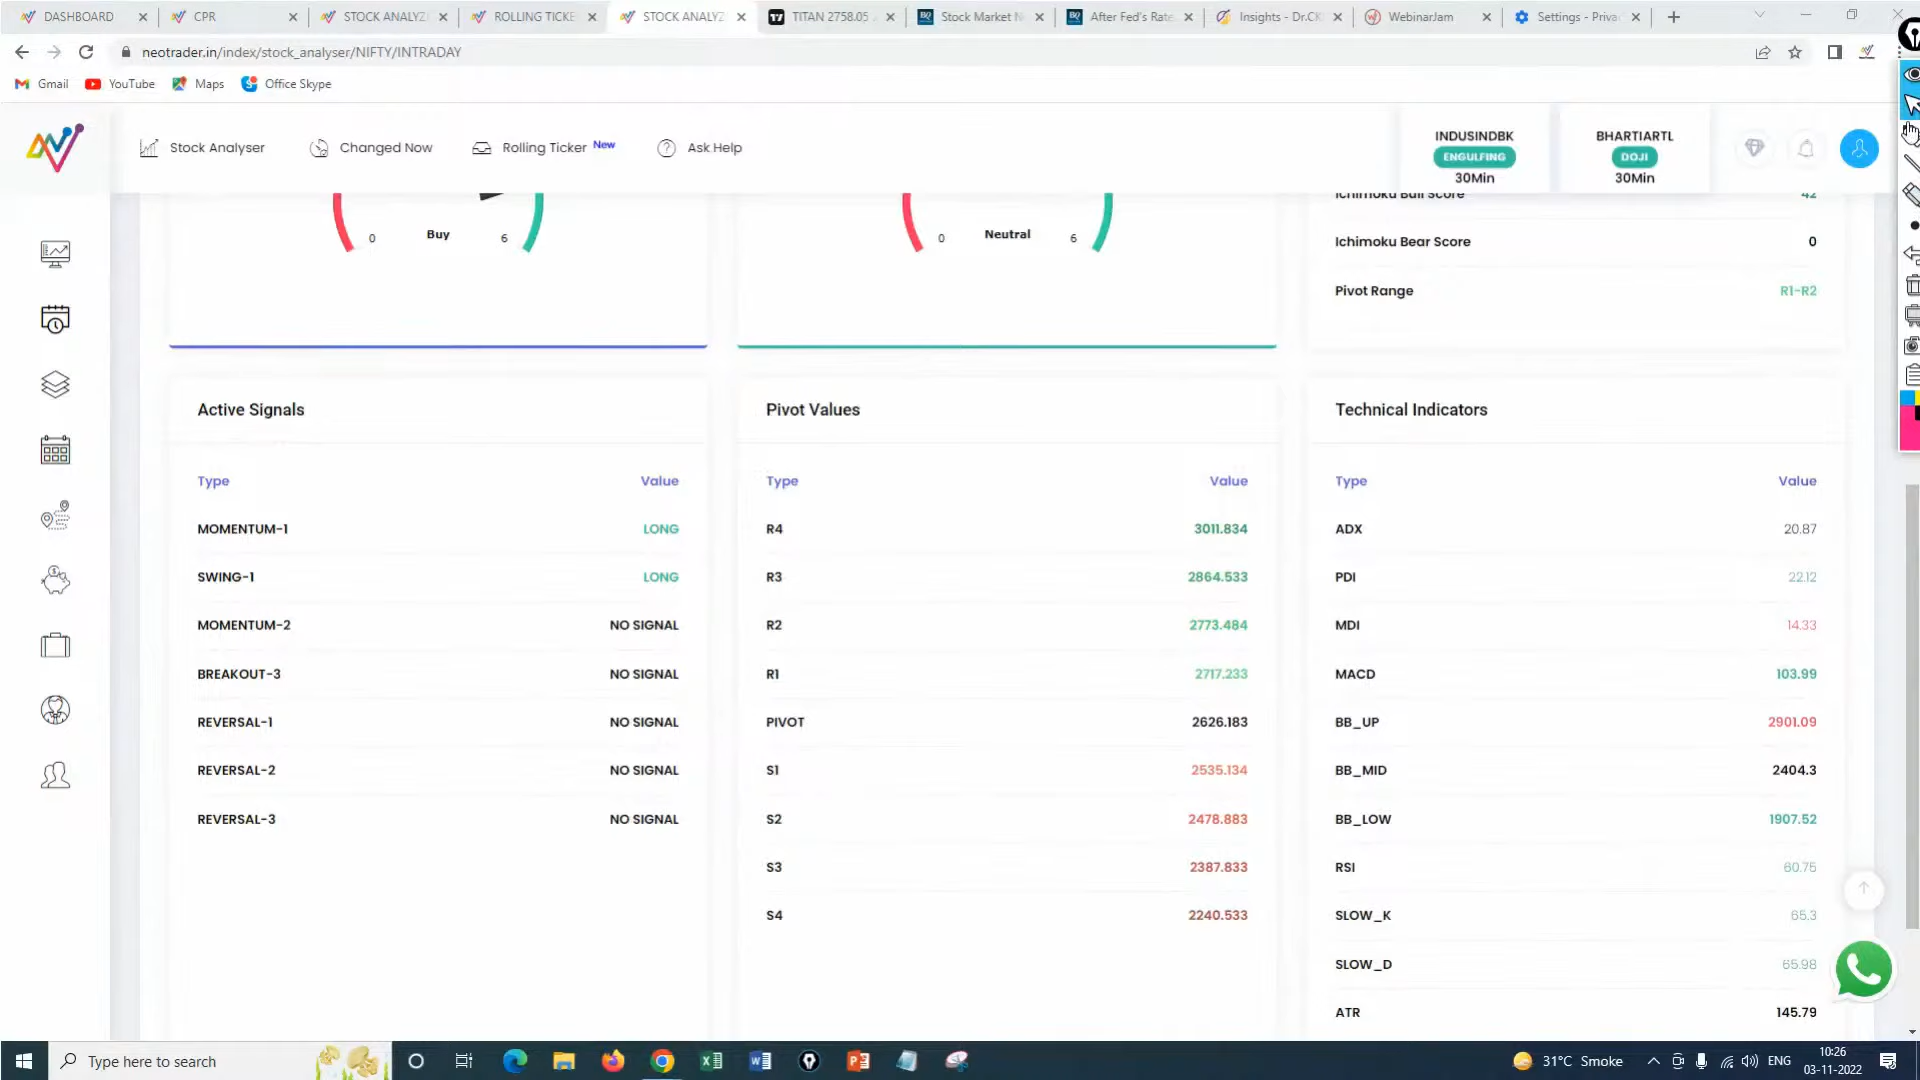 DASHBOARD
CPR
STOCK ANALYZ
ROLLING TICKE
STOCK ANALYZ
TITAN 2758.05
Stock Market N
After Fed's Rate
Insights - Dr.CK
WebinarJam
Settings - Priva
neotrader.in/index/stock_analyser/NIFTY/INTRADAY
Gmail
YouTube
Maps
Office Skype
Stock Analyser
Changed Now
Rolling Ticker New
Ask Help
INDUSINDBK
ENGULFING
30Min
BHARTIARTL
DOJI
30Min
0 Buy 6
0 Neutral 6
Ichimoku Bull Score 42
Ichimoku Bear Score 0
Pivot Range R1-R2
Active Signals
Type Value
MOMENTUM-1 LONG
SWING-1 LONG
MOMENTUM-2 NO SIGNAL
BREAKOUT-3 NO SIGNAL
REVERSAL-1 NO SIGNAL
REVERSAL-2 NO SIGNAL
REVERSAL-3 NO SIGNAL
Pivot Values
Type Value
R4 3011.834
R3 2864.533
R2 2773.484
R1 2717.233
PIVOT 2626.183
S1 2535.134
S2 2478.883
S3 2387.833
S4 2240.533
Technical Indicators
Type Value
ADX 20.87
PDI 22.12
MDI 14.33
MACD 103.99
BB_UP 2901.09
BB_MID 2404.3
BB_LOW 1907.52
RSI 60.75
SLOW_K 65.3
SLOW_D 65.98
ATR 145.79
Type here to search
31°C Smoke
ENG
10:26
03-11-2022